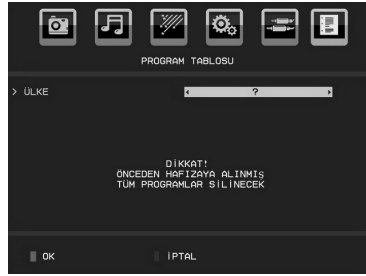 PROGRAM TABLOSU
> ÜLKE ?
DİKKAT!
ÖNCEDEN HAFIZAYA ALINMIŞ
TÜM PROGRAMLAR SİLİNECEK
OK İPTAL